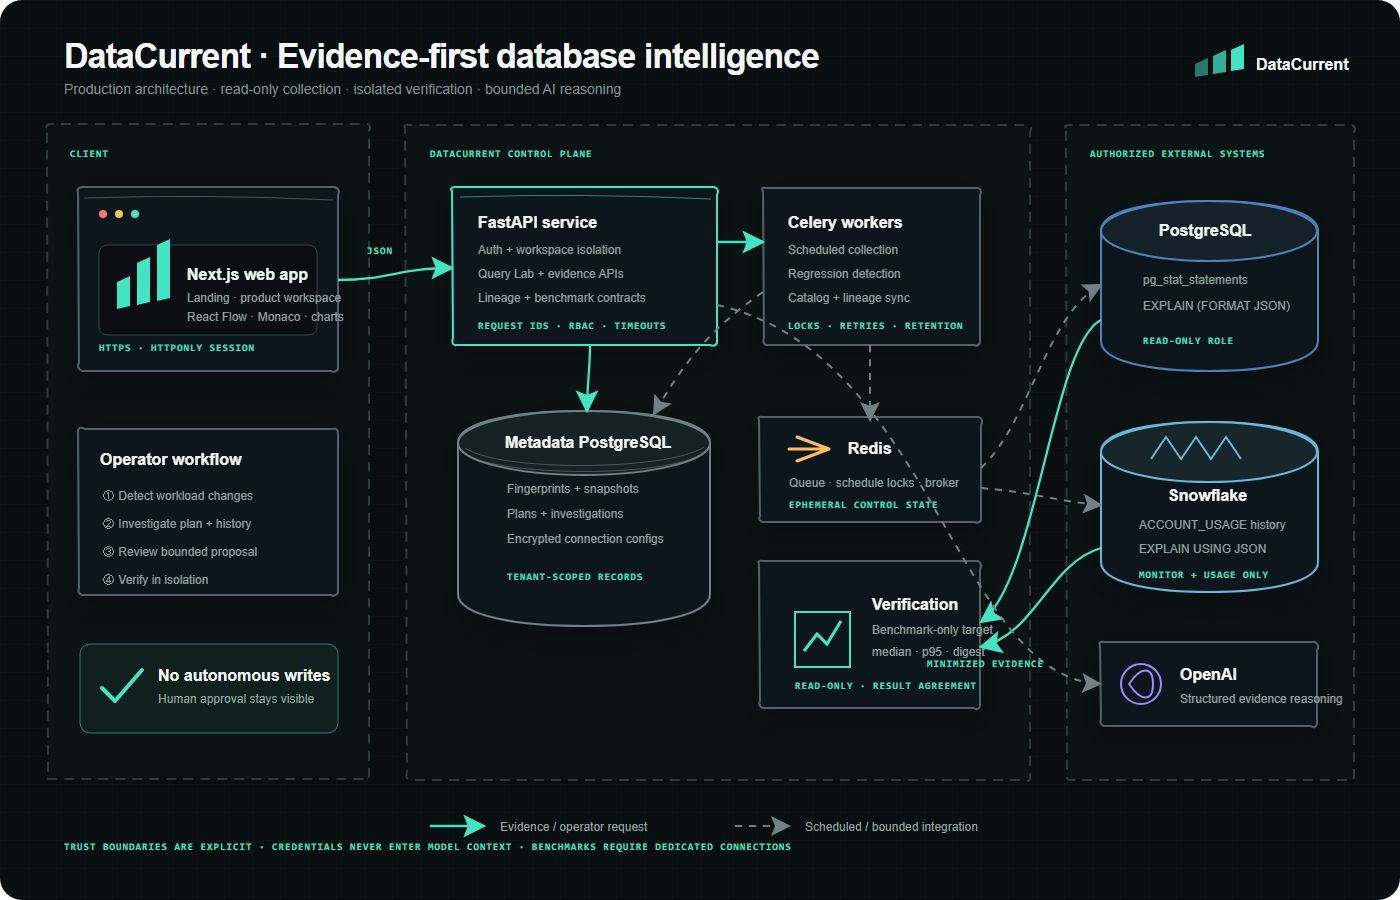 DataCurrent · Evidence-first database intelligence
Production architecture · read-only collection · isolated verification · bounded AI reasoning
DataCurrent
CLIENT
Next.js web app
Landing · product workspace
React Flow · Monaco · charts
HTTPS · HTTPONLY SESSION
Operator workflow
① Detect workload changes
② Investigate plan + history
③ Review bounded proposal
④ Verify in isolation
No autonomous writes
Human approval stays visible
JSON
DATACURRENT CONTROL PLANE
FastAPI service
Auth + workspace isolation
Query Lab + evidence APIs
Lineage + benchmark contracts
REQUEST IDS · RBAC · TIMEOUTS
Celery workers
Scheduled collection
Regression detection
Catalog + lineage sync
LOCKS · RETRIES · RETENTION
Metadata PostgreSQL
Fingerprints + snapshots
Plans + investigations
Encrypted connection configs
TENANT-SCOPED RECORDS
Redis
Queue · schedule locks · broker
EPHEMERAL CONTROL STATE
Verification
Benchmark-only target
median · p95 · digest
MINIMIZED EVIDENCE
READ-ONLY · RESULT AGREEMENT
AUTHORIZED EXTERNAL SYSTEMS
PostgreSQL
pg_stat_statements
EXPLAIN (FORMAT JSON)
READ-ONLY ROLE
Snowflake
ACCOUNT_USAGE history
EXPLAIN USING JSON
MONITOR + USAGE ONLY
OpenAI
Structured evidence reasoning
Evidence / operator request
Scheduled / bounded integration
TRUST BOUNDARIES ARE EXPLICIT · CREDENTIALS NEVER ENTER MODEL CONTEXT · BENCHMARKS REQUIRE DEDICATED CONNECTIONS